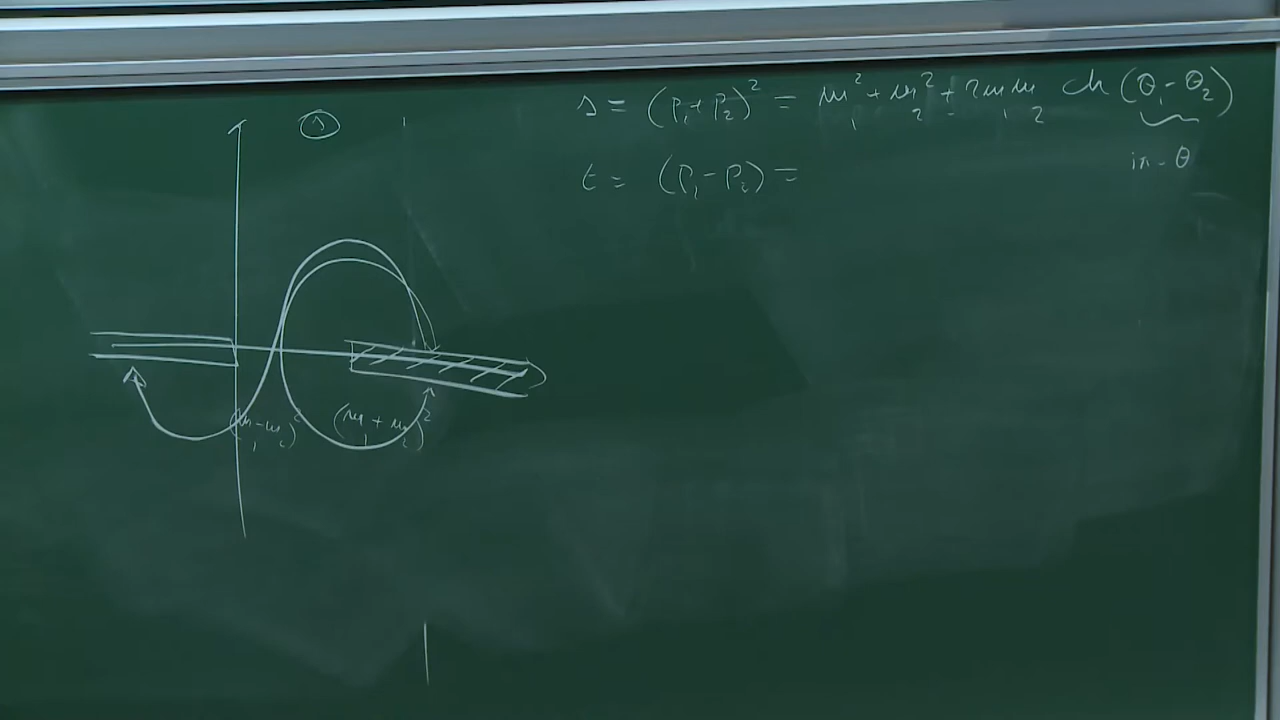 s = (p₁+p₂)² = m₁²+m₂²+2m₁m₂ ch(θ₁-θ₂)
iπ-θ
t = (p₁-p₂) =
s
(m₁-m₂)²
(m₁+m₂)²